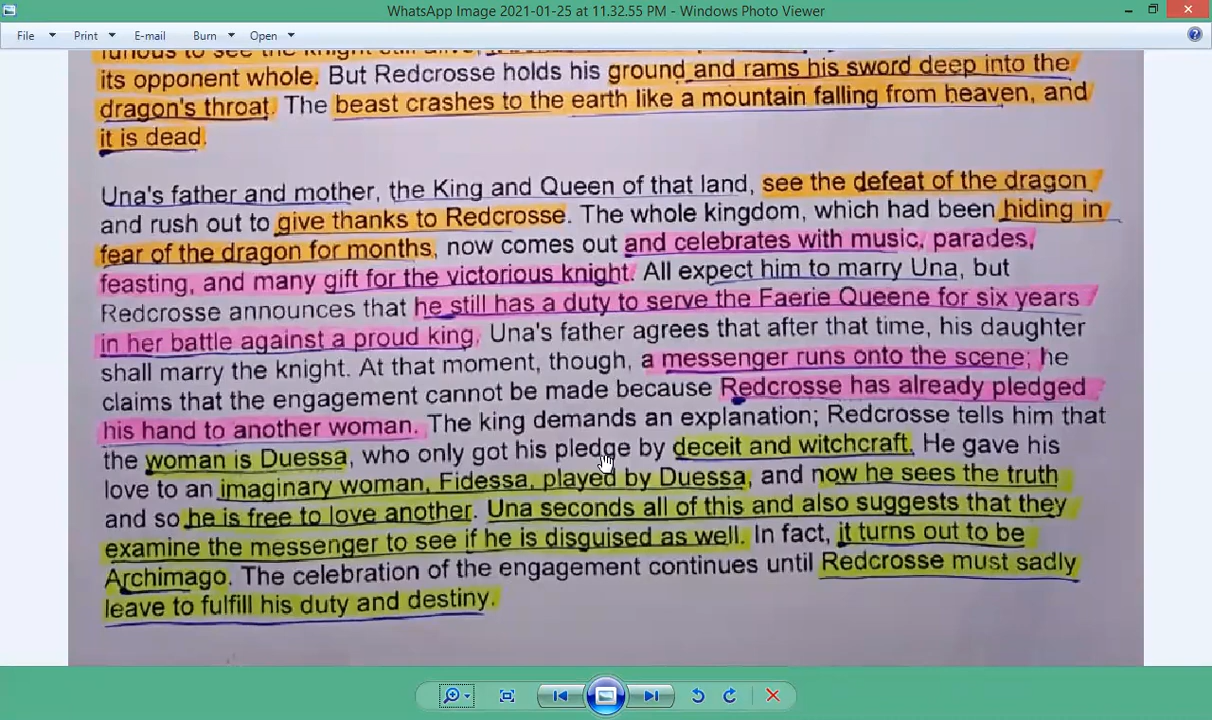 WhatsApp Image 2021-01-25 at 11.32.55 PM - Windows Photo Viewer
File Print E-mail Burn Open
furious to see the knight still alive,
its opponent whole. But Redcrosse holds his ground and rams his sword deep into the
dragon's throat. The beast crashes to the earth like a mountain falling from heaven, and
it is dead.
Una's father and mother, the King and Queen of that land, see the defeat of the dragon
and rush out to give thanks to Redcrosse. The whole kingdom, which had been hiding in
fear of the dragon for months, now comes out and celebrates with music, parades,
feasting, and many gift for the victorious knight. All expect him to marry Una, but
Redcrosse announces that he still has a duty to serve the Faerie Queene for six years
in her battle against a proud king. Una's father agrees that after that time, his daughter
shall marry the knight. At that moment, though, a messenger runs onto the scene; he
claims that the engagement cannot be made because Redcrosse has already pledged
his hand to another woman. The king demands an explanation; Redcrosse tells him that
the woman is Duessa, who only got his pledge by deceit and witchcraft. He gave his
love to an imaginary woman, Fidessa, played by Duessa, and now he sees the truth
and so he is free to love another. Una seconds all of this and also suggests that they
examine the messenger to see if he is disguised as well. In fact, it turns out to be
Archimago. The celebration of the engagement continues until Redcrosse must sadly
leave to fulfill his duty and destiny.